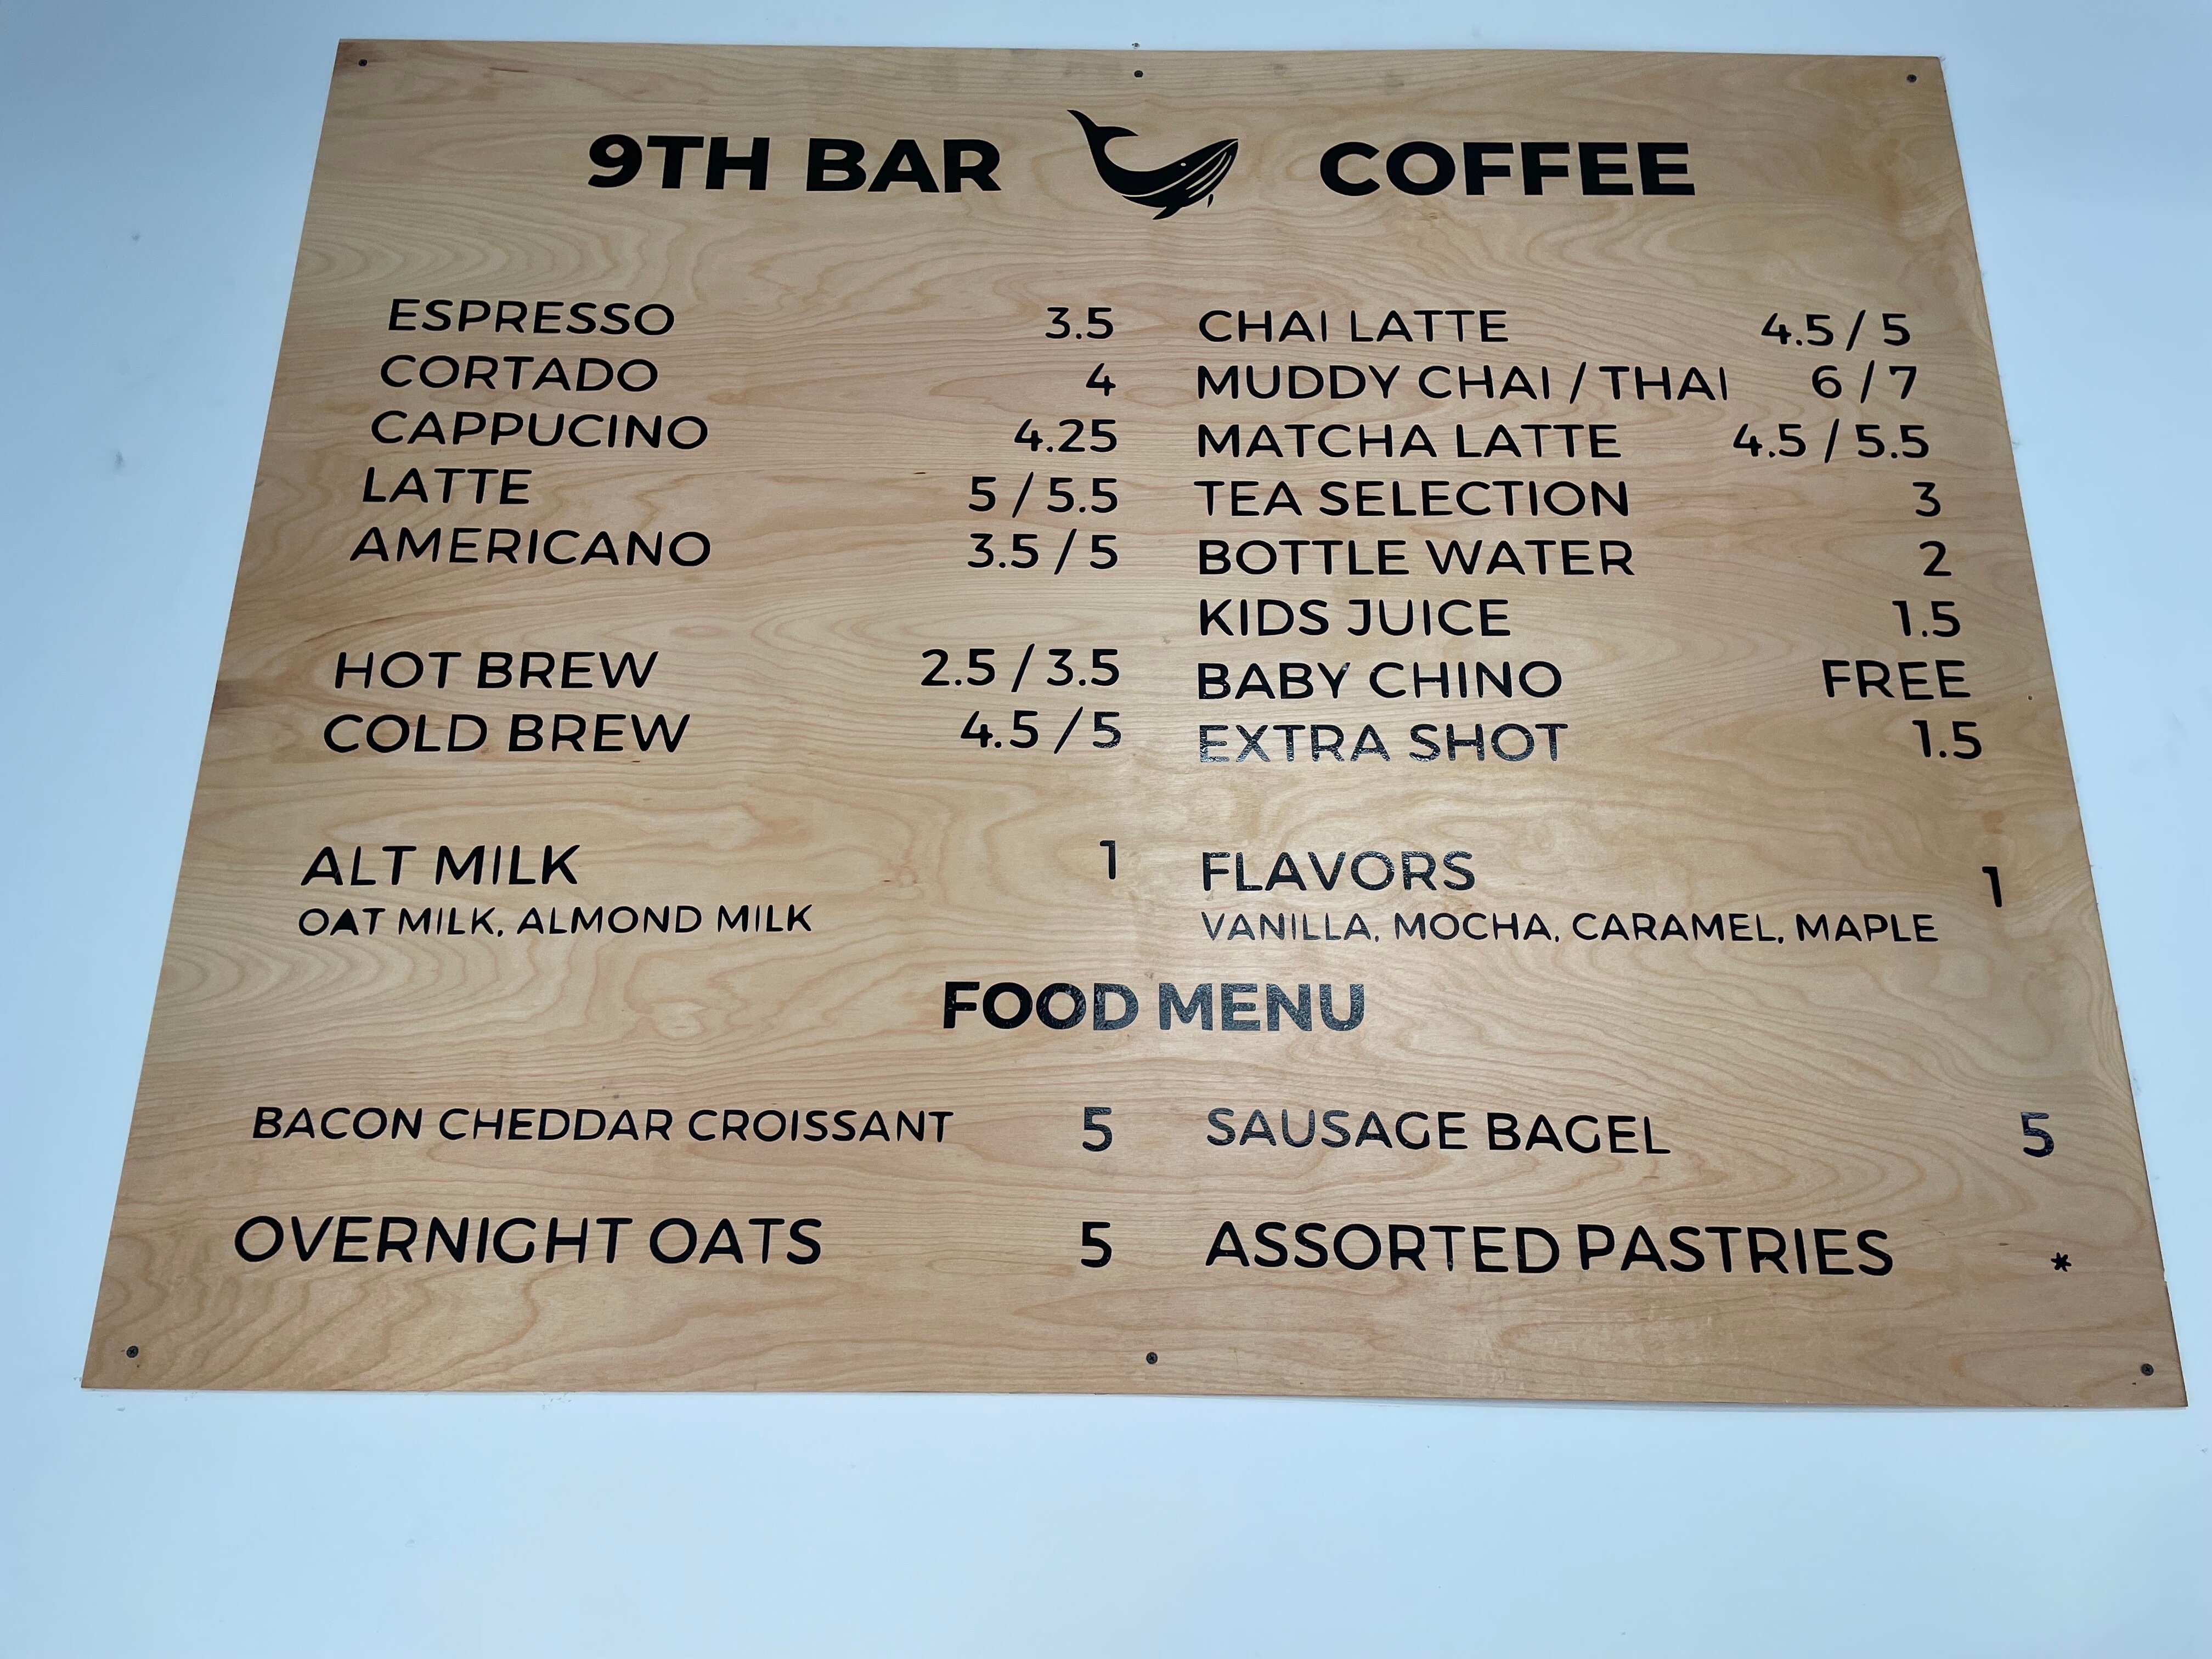 9TH BAR COFFEE
ESPRESSO 3.5
CORTADO 4
CAPPUCINO 4.25
LATTE 5 / 5.5
AMERICANO 3.5 / 5
HOT BREW 2.5 / 3.5
COLD BREW 4.5 / 5
ALT MILK 1
OAT MILK, ALMOND MILK
CHAI LATTE 4.5 / 5
MUDDY CHAI / THAI 6 / 7
MATCHA LATTE 4.5 / 5.5
TEA SELECTION 3
BOTTLE WATER 2
KIDS JUICE 1.5
BABY CHINO FREE
EXTRA SHOT 1.5
FLAVORS 1
VANILLA, MOCHA, CARAMEL, MAPLE
FOOD MENU
BACON CHEDDAR CROISSANT 5
OVERNIGHT OATS 5
SAUSAGE BAGEL 5
ASSORTED PASTRIES *